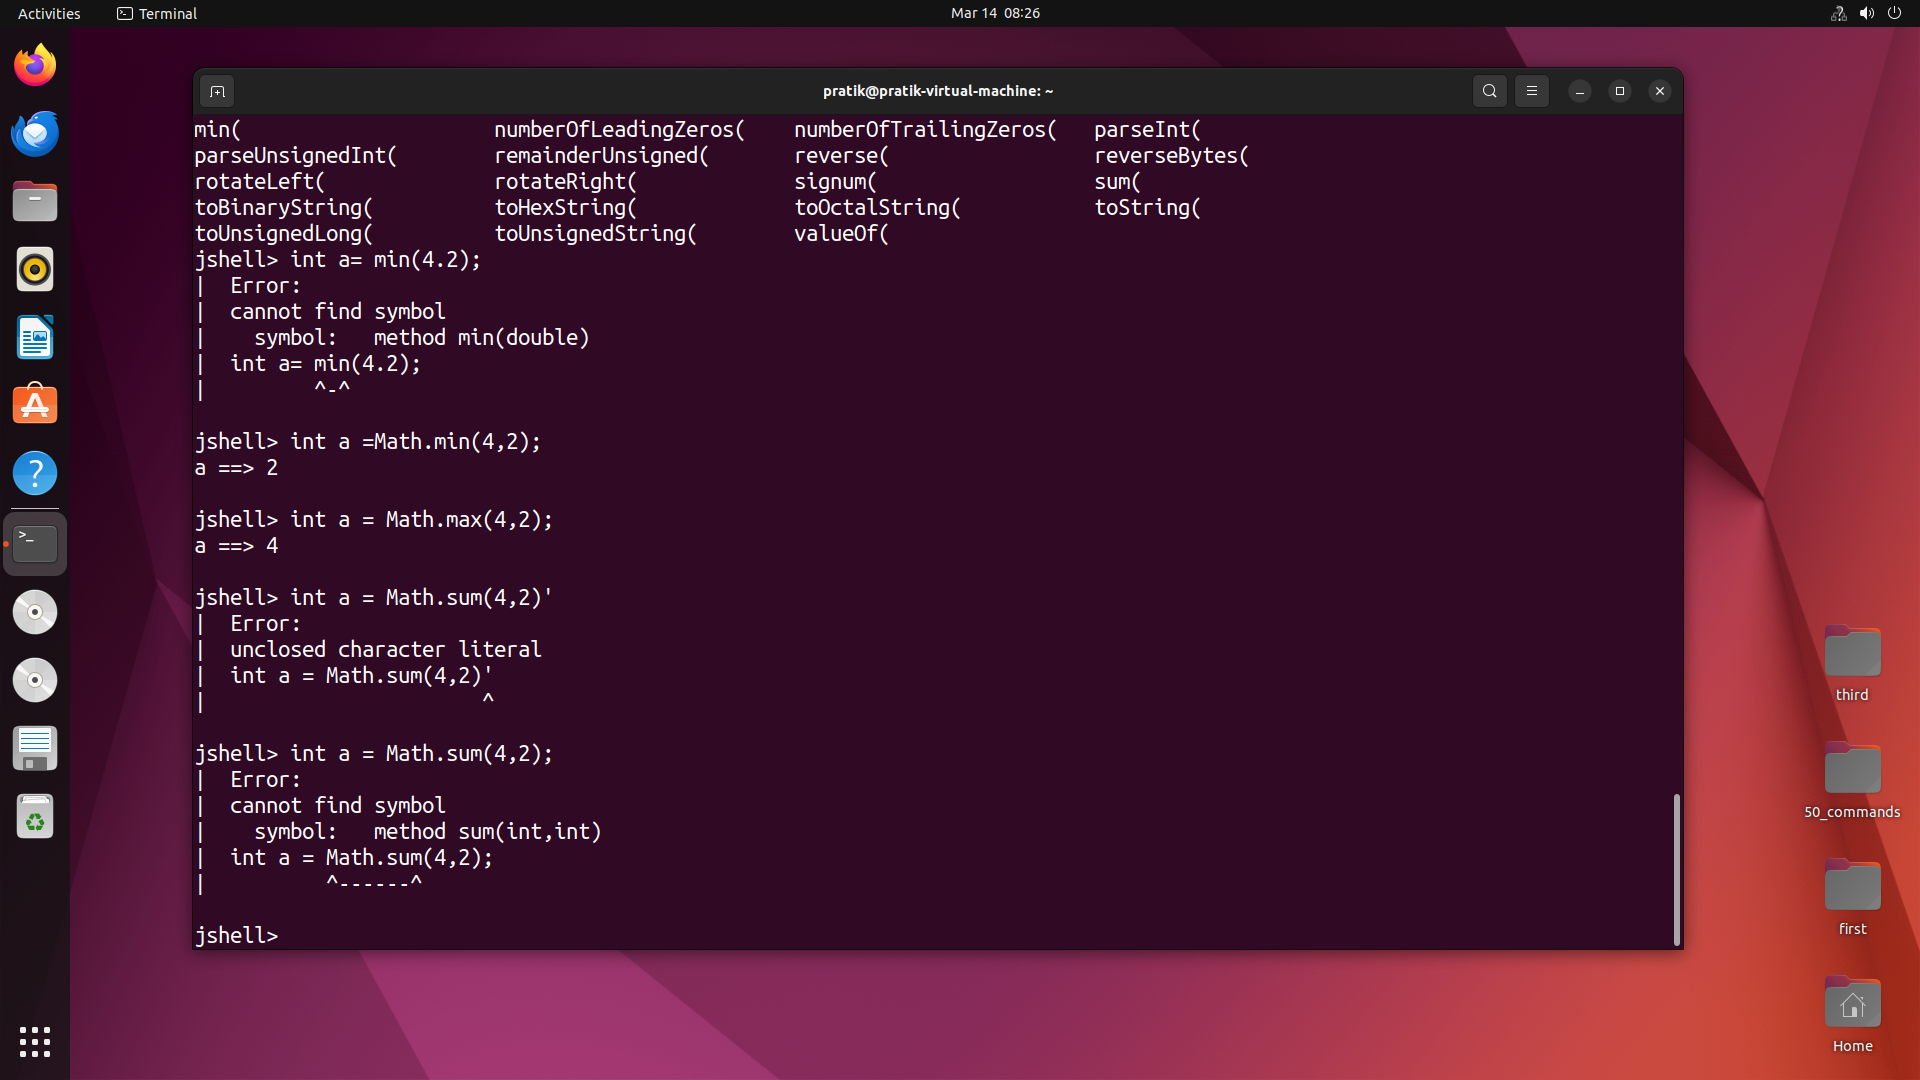 Activities
Terminal
Mar 14 08:26
pratik@pratik-virtual-machine: ~
min( numberOfLeadingZeros( numberOfTrailingZeros( parseInt(
parseUnsignedInt( remainderUnsigned( reverse( reverseBytes(
rotateLeft( rotateRight( signum( sum(
toBinaryString( toHexString( toOctalString( toString(
toUnsignedLong( toUnsignedString( valueOf(
jshell> int a= min(4.2);
|  Error:
|  cannot find symbol
|    symbol:   method min(double)
|  int a= min(4.2);
|         ^-^
jshell> int a =Math.min(4,2);
a ==> 2
jshell> int a = Math.max(4,2);
a ==> 4
jshell> int a = Math.sum(4,2)'
|  Error:
|  unclosed character literal
|  int a = Math.sum(4,2)'
|                       ^
jshell> int a = Math.sum(4,2);
|  Error:
|  cannot find symbol
|    symbol:   method sum(int,int)
|  int a = Math.sum(4,2);
|          ^------^
jshell>
third
50_commands
first
Home